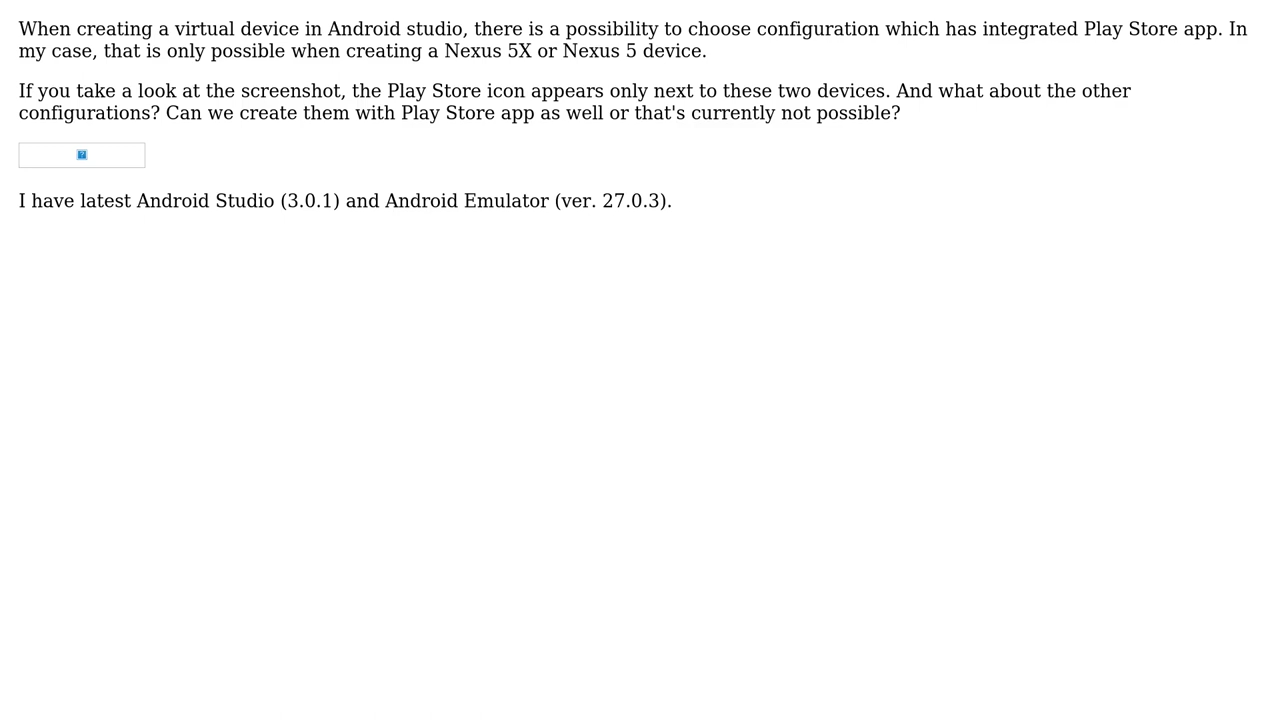 When creating a virtual device in Android studio, there is a possibility to choose configuration which has integrated Play Store app. In
my case, that is only possible when creating a Nexus 5X or Nexus 5 device.
If you take a look at the screenshot, the Play Store icon appears only next to these two devices. And what about the other
configurations? Can we create them with Play Store app as well or that's currently not possible?
?
I have latest Android Studio (3.0.1) and Android Emulator (ver. 27.0.3).